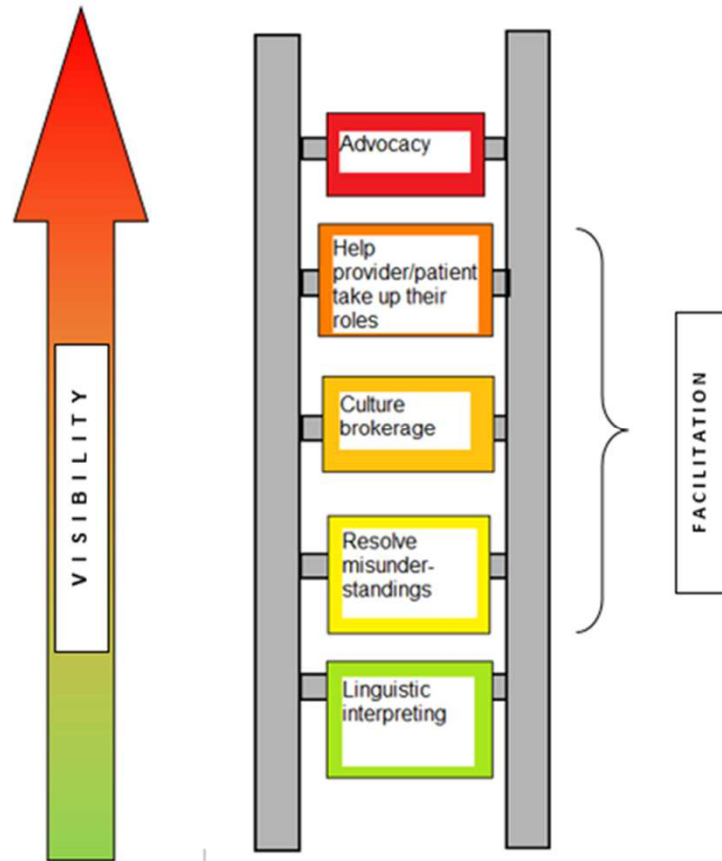 Advocacy
Help
provider/patient
take up their
roles
Culture
brokerage
Resolve
misunder-
standings
Linguistic
interpreting
VISIBILITY
FACILITATION